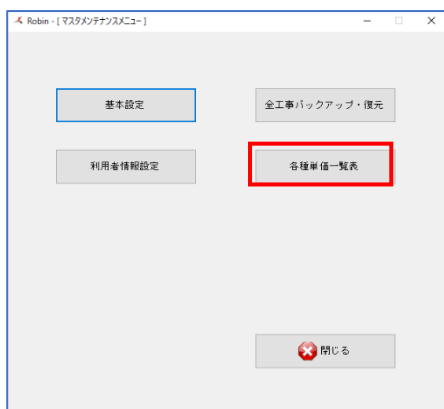 Robin - [ マスタメンテナンスメニュー ]
基本設定
全工事バックアップ・復元
利用者情報設定
各種単価一覧表
閉じる